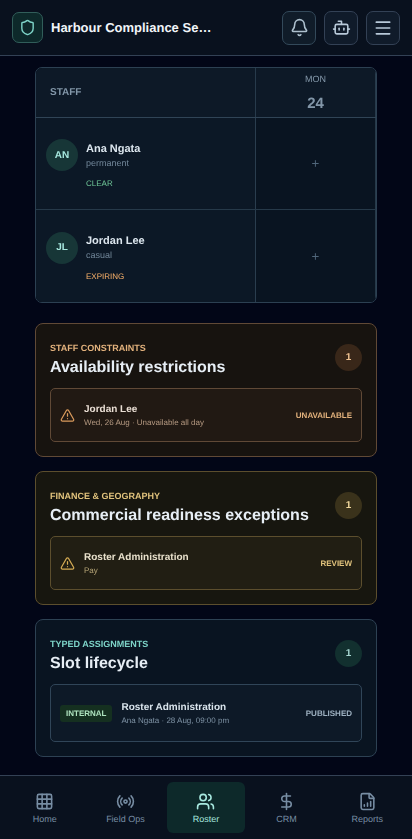 Harbour Compliance Se...
STAFF
MON
24
AN
Ana Ngata
permanent
CLEAR
+
JL
Jordan Lee
casual
EXPIRING
+
STAFF CONSTRAINTS
Availability restrictions
1
Jordan Lee
Wed, 26 Aug · Unavailable all day
UNAVAILABLE
FINANCE & GEOGRAPHY
Commercial readiness exceptions
1
Roster Administration
Pay
REVIEW
TYPED ASSIGNMENTS
Slot lifecycle
1
INTERNAL
Roster Administration
Ana Ngata · 28 Aug, 09:00 pm
PUBLISHED
Home
Field Ops
Roster
CRM
Reports